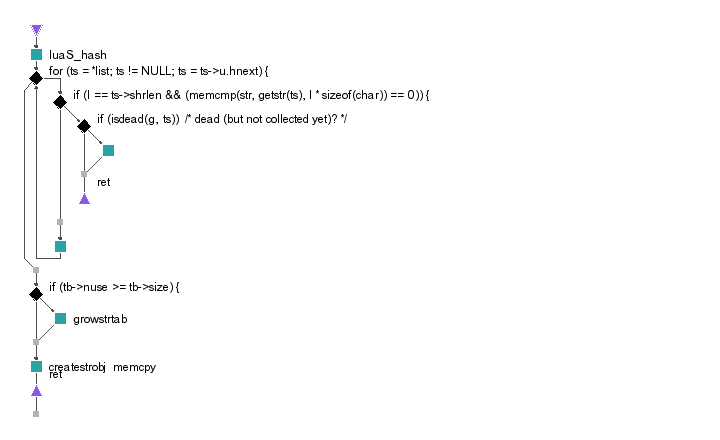 luaS_hash
for (ts = *list; ts != NULL; ts = ts->u.hnext) {
if (l == ts->shrlen && (memcmp(str, getstr(ts), l * sizeof(char)) == 0)) {
if (isdead(g, ts)) /* dead (but not collected yet)? */
ret
if (tb->nuse >= tb->size) {
growstrtab
createstrobj memcpy
ret